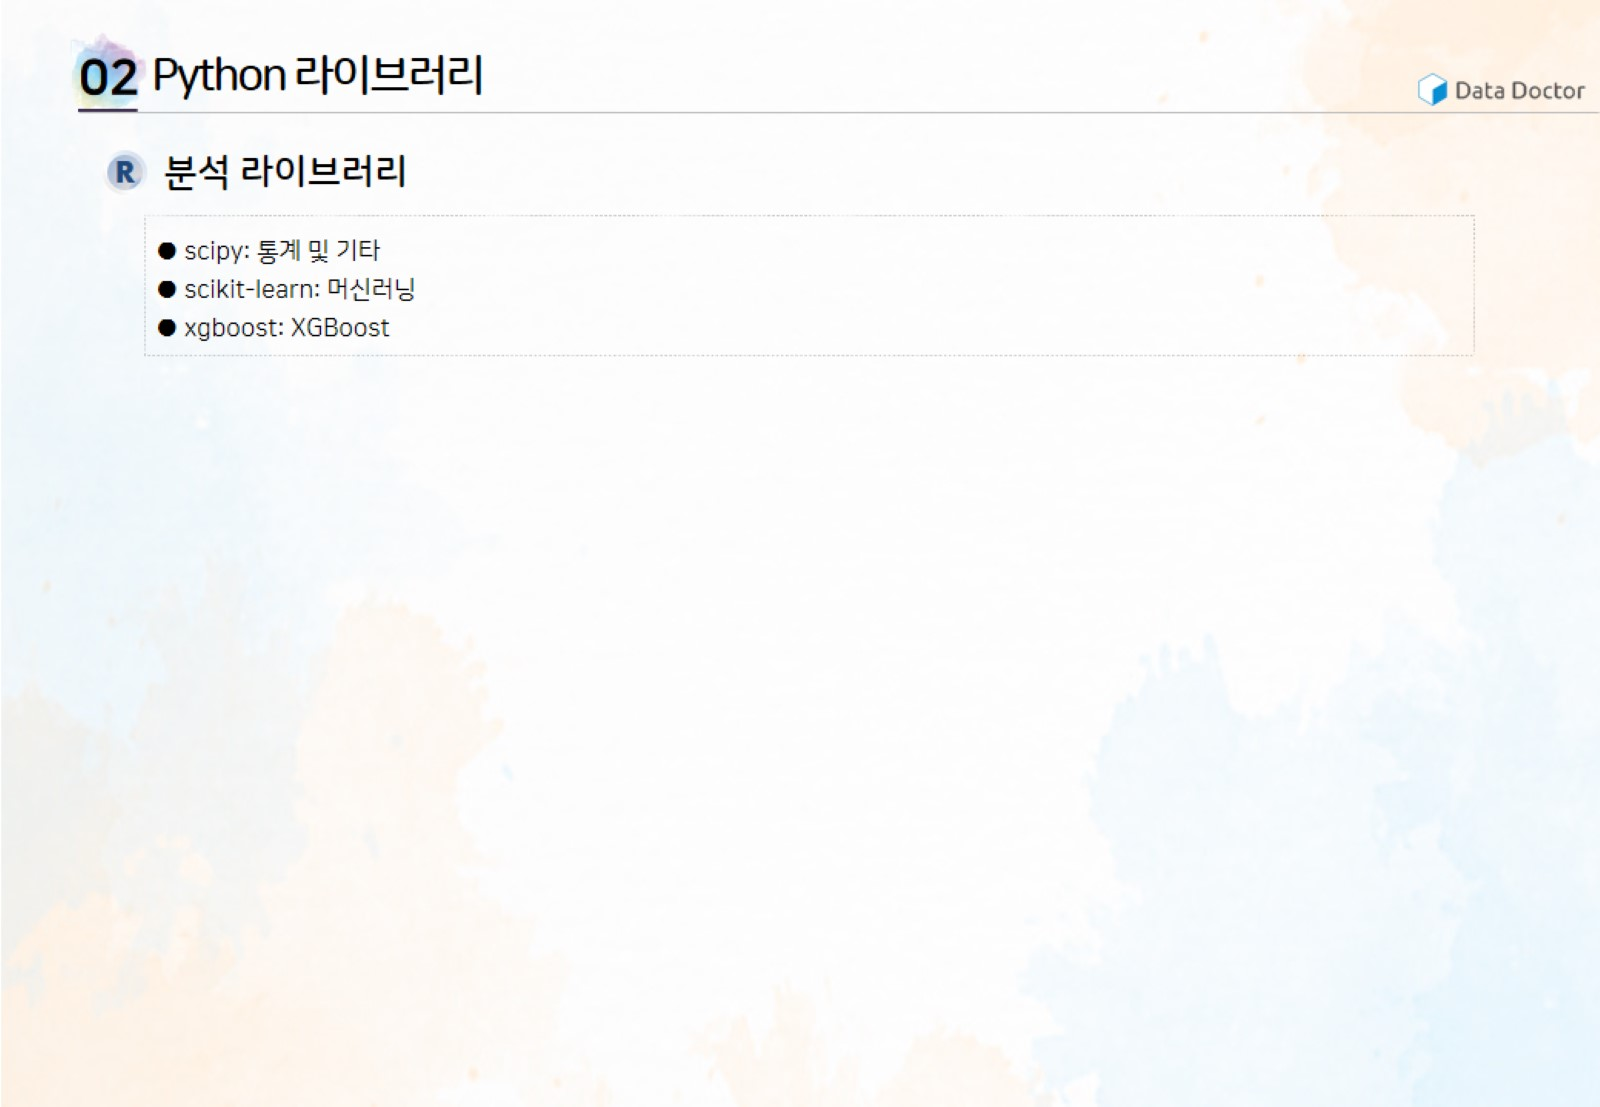 02 Python 라이브러리
Data Doctor
R 분석 라이브러리
● scipy: 통계 및 기타
● scikit-learn: 머신러닝
● xgboost: XGBoost